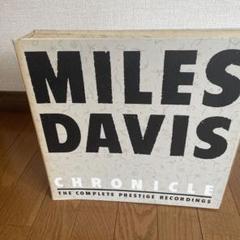 MILES
DAVIS
CHRONICLE
THE COMPLETE PRESTIGE RECORDINGS